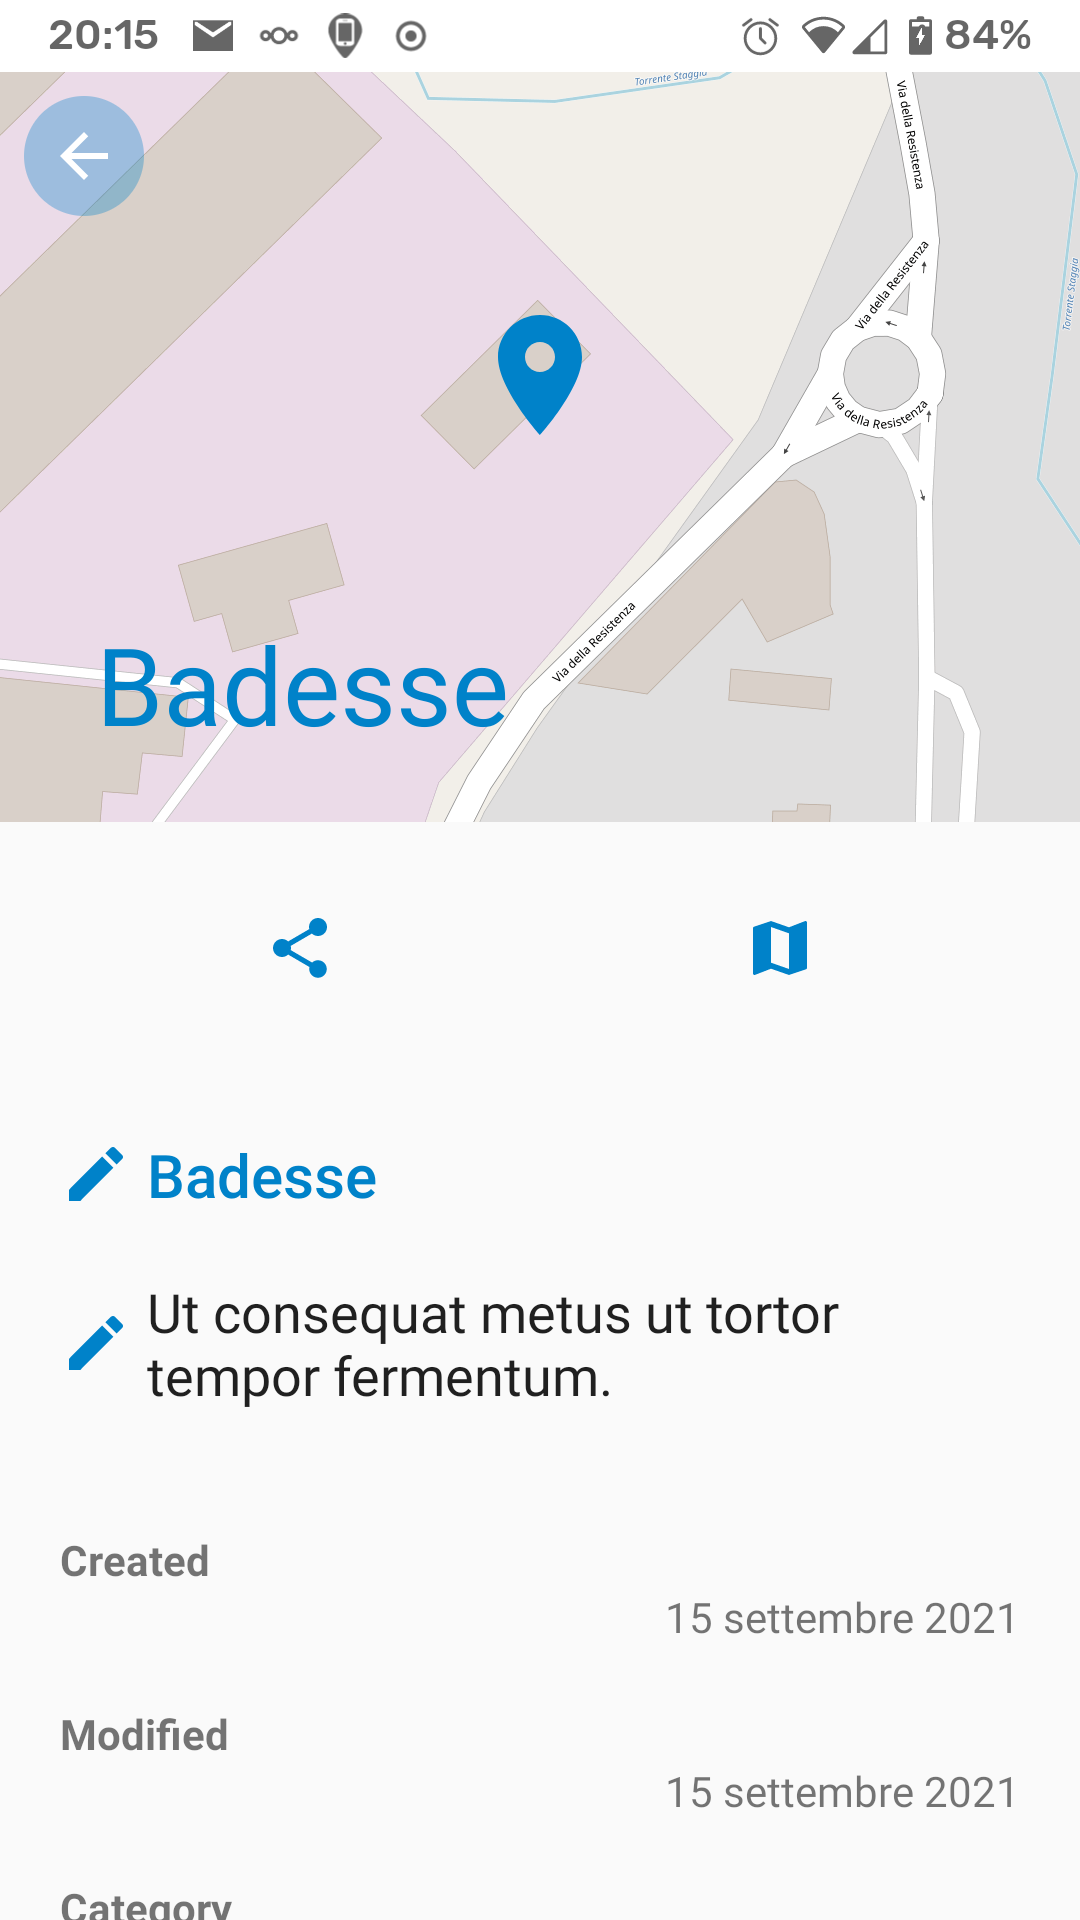 20:15 84%
Torrente Staggia
Via della Resistenza
Torrente Staggia
Via della Resistenza
Via della Resistenza
Via della Resistenza
Badesse
Badesse
Ut consequat metus ut tortor
tempor fermentum.
Created
15 settembre 2021
Modified
15 settembre 2021
Category